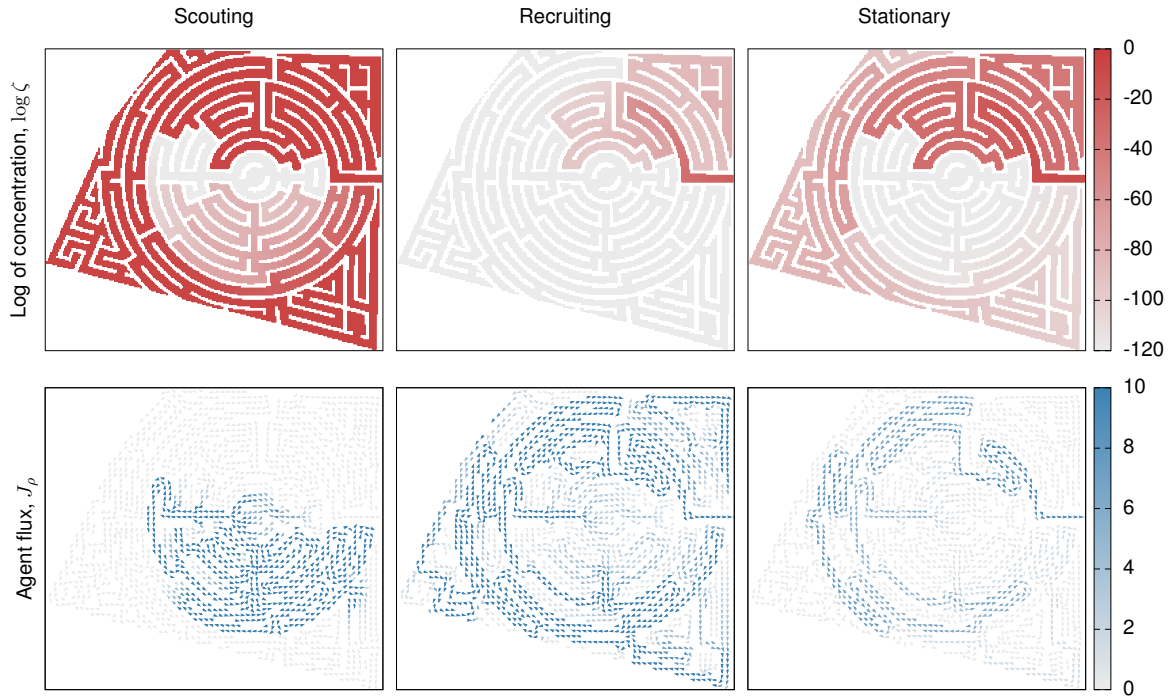 Scouting
Recruiting
Stationary
Log of concentration, log ζ
0
-20
-40
-60
-80
-100
-120
Agent flux, Jρ
10
8
6
4
2
0